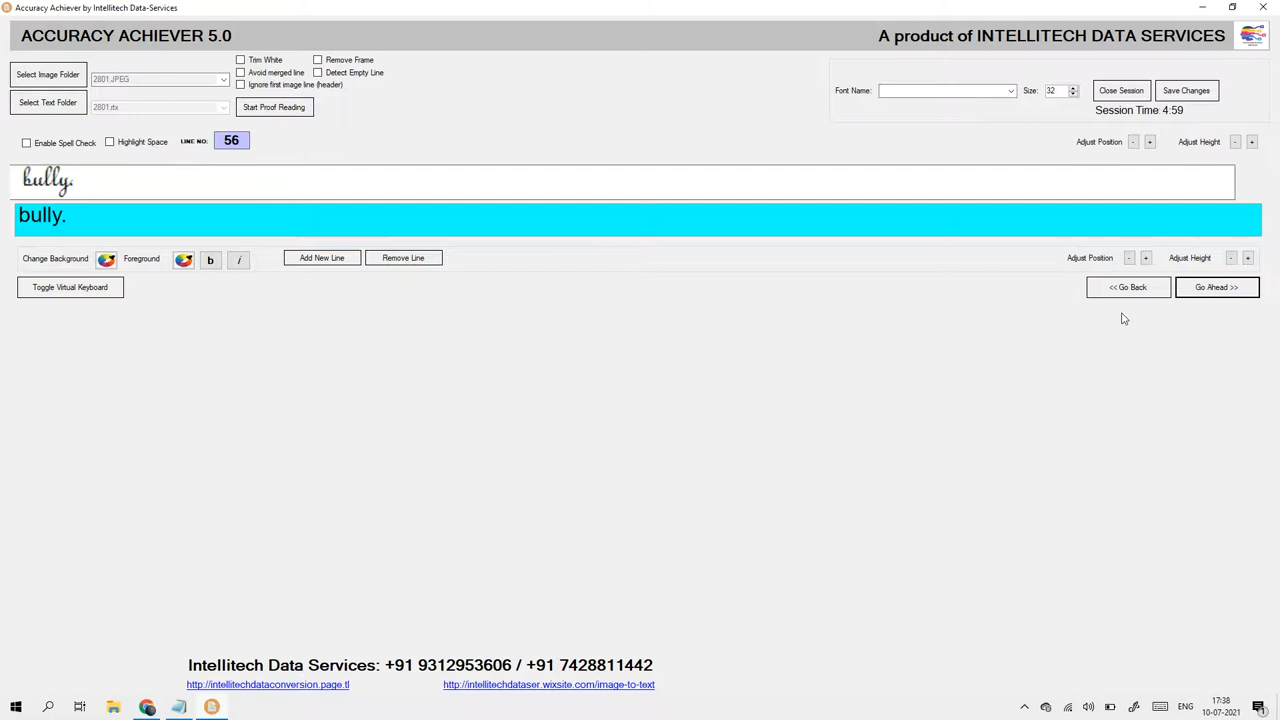 Accuracy Achiever by Intellitech Data-Services
ACCURACY ACHIEVER 5.0
A product of INTELLITECH DATA SERVICES
Select Image Folder
2801.JPEG
Trim White
Remove Frame
Avoid merged line
Detect Empty Line
Ignore first image line (header)
Select Text Folder
2801.rtx
Start Proof Reading
Font Name:
Size:
32
Close Session
Save Changes
Session Time: 4:59
Enable Spell Check
Highlight Space
LINE NO:
56
Adjust Position
-
+
Adjust Height
-
+
bully.
bully.
Change Background
Foreground
b
i
Add New Line
Remove Line
Adjust Position
-
+
Adjust Height
-
+
Toggle Virtual Keyboard
<< Go Back
Go Ahead >>
Intellitech Data Services: +91 9312953606 / +91 7428811442
http://intellitechdataconversion.page.tl
http://intellitechdataser.wixsite.com/image-to-text
ENG
17:38
10-07-2021
1